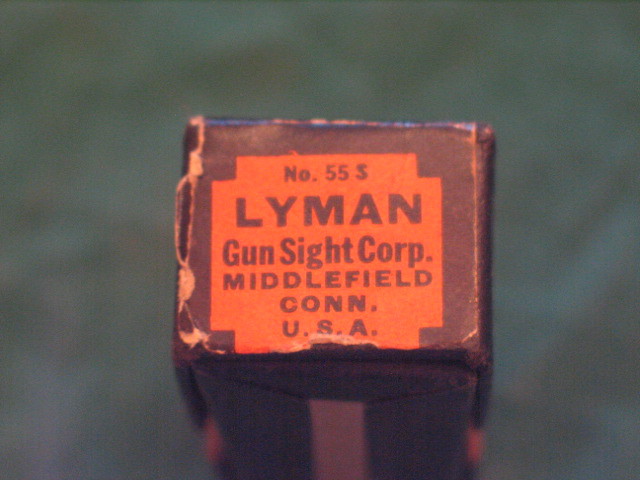 No. 55 S
LYMAN
Gun Sight Corp.
MIDDLEFIELD
CONN.
U.S.A.